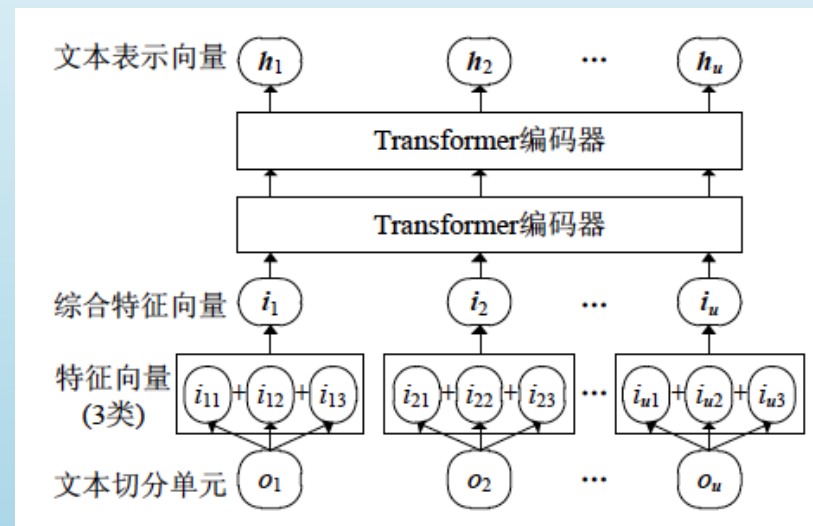 文本表示向量 h1 h2 ··· hu
Transformer编码器
Transformer编码器
综合特征向量 i1 i2 ··· iu
特征向量 i11+i12+i13 i21+i22+i23 ··· iu1+iu2+iu3
(3类)
文本切分单元 o1 o2 ··· ou